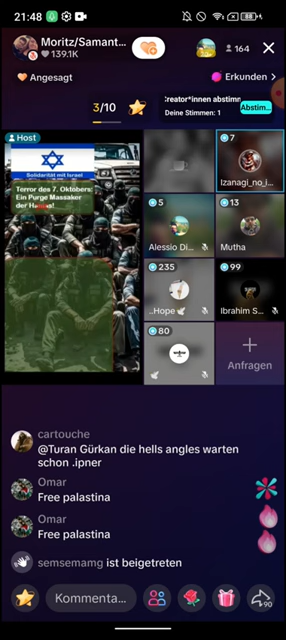 21:48
Moritz/Samant...
139.1K
164
Angesagt
Erkunden
3/10
Creator*innen abstimm
Deine Stimmen: 1
Abstim...
Host
Solidarität mit Israel
Terror des 7. Oktobers:
Ein Purge Massaker
der Hamas!
7
Izanagi_no_i...
5
Alessio Di...
13
Mutha
235
..Hope
99
Ibrahim S...
80
Anfragen
cartouche
@Turan Gürkan die hells angles warten
schon .ipner
Omar
Free palastina
Omar
Free palastina
semsemamg ist beigetreten
Kommenta...
+90